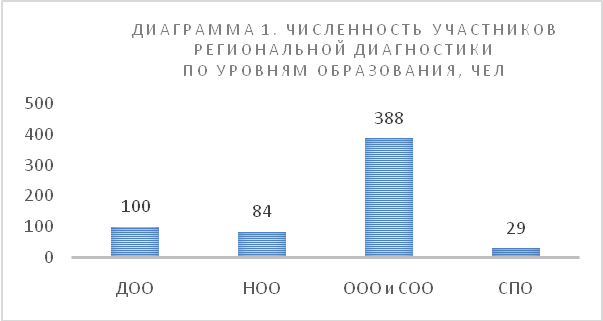 ДИАГРАММА 1. ЧИСЛЕННОСТЬ УЧАСТНИКОВ
РЕГИОНАЛЬНОЙ ДИАГНОСТИКИ
ПО УРОВНЯМ ОБРАЗОВАНИЯ, ЧЕЛ
500
400
300
200
100
0
100
84
388
29
ДОО
НОО
ООО и СОО
СПО